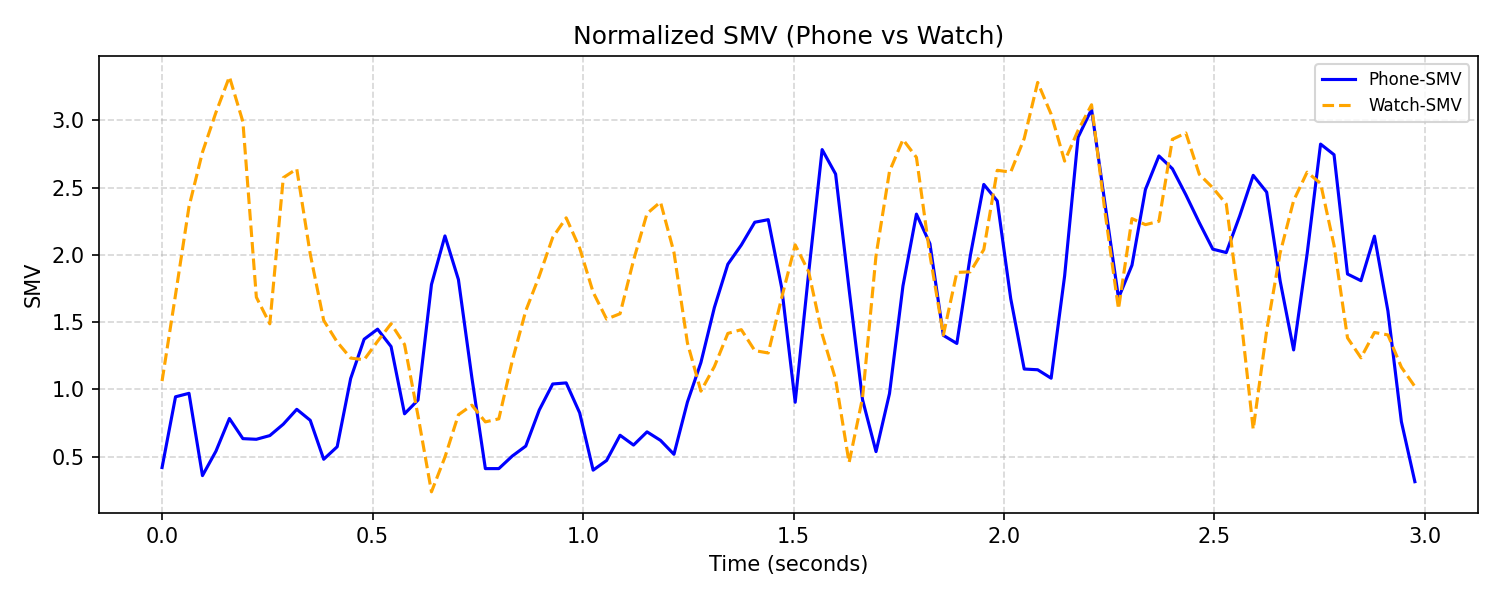 Normalized SMV (Phone vs Watch)
Phone-SMV
Watch-SMV
SMV
3.0
2.5
2.0
1.5
1.0
0.5
0.0 0.5 1.0 1.5 2.0 2.5 3.0
Time (seconds)